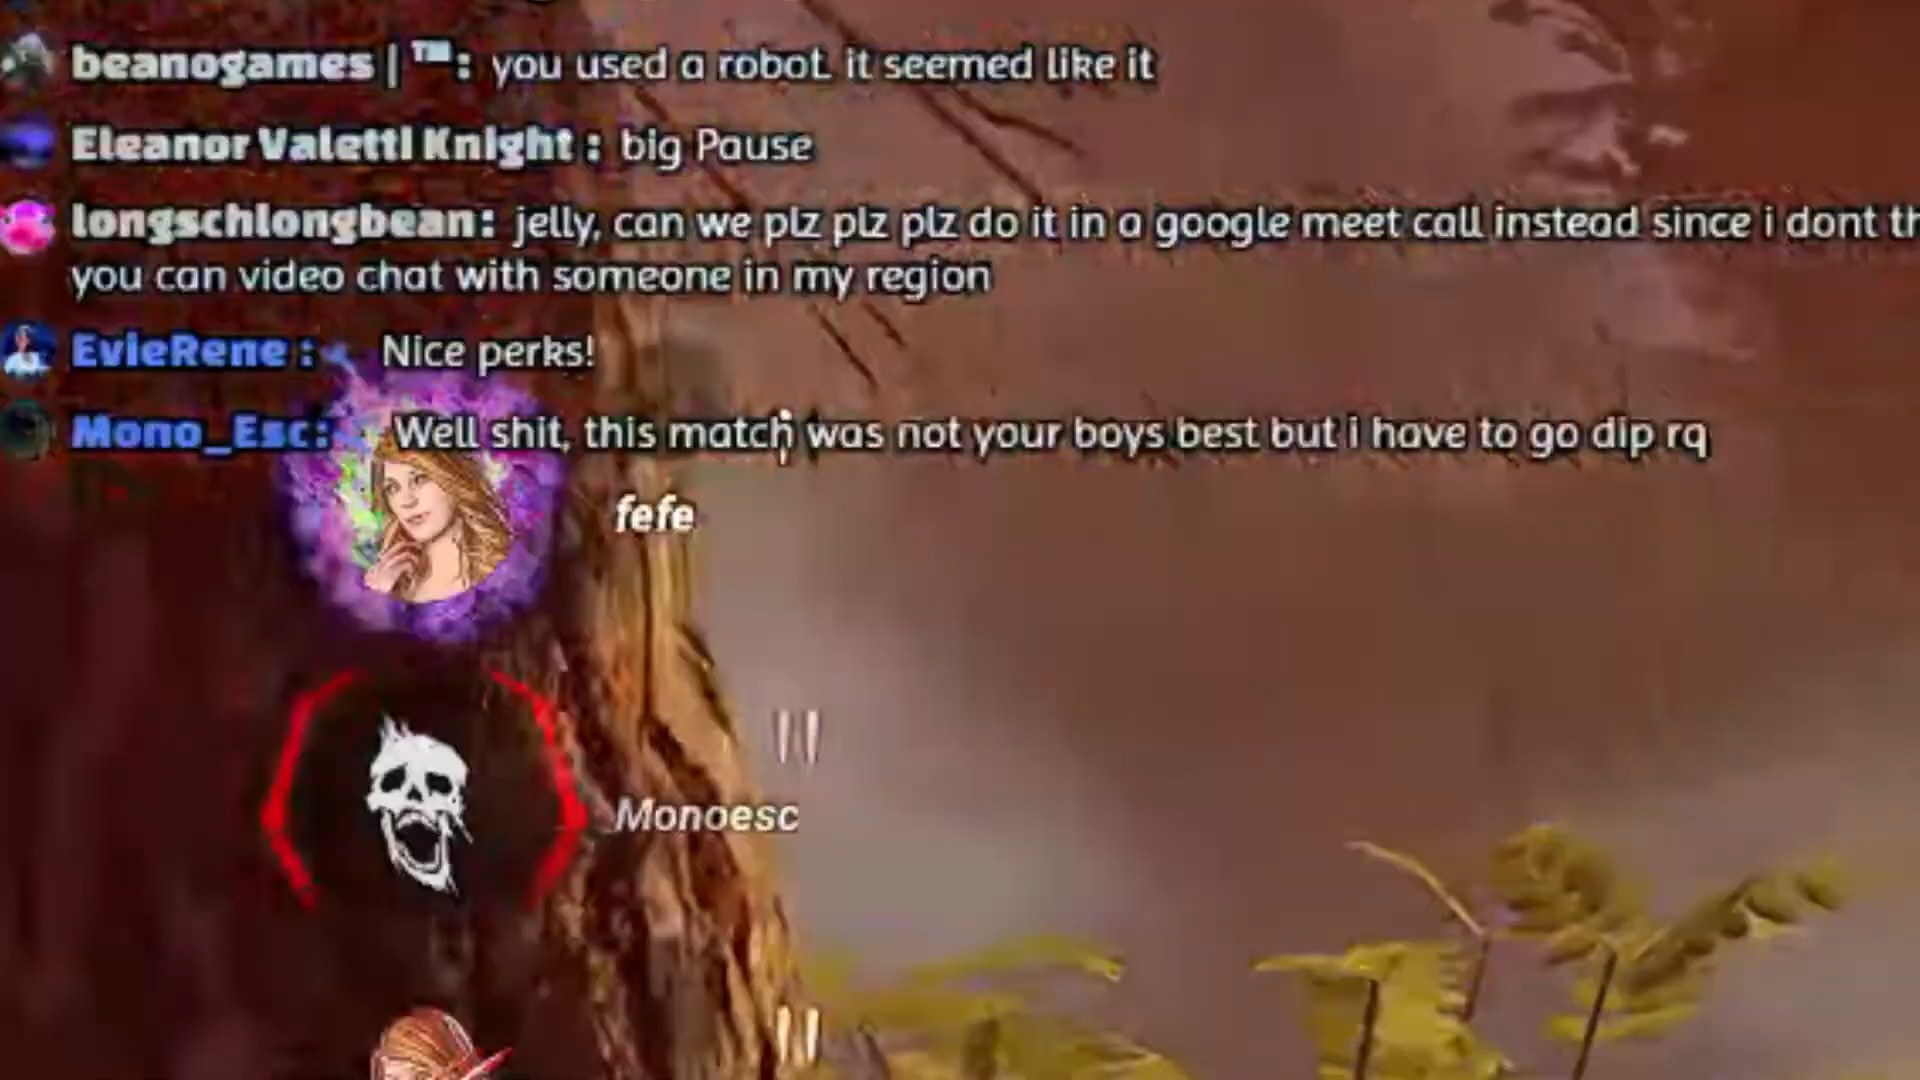 beanogames | ™: you used a robot. it seemed like it
Eleanor Valetti Knight : big Pause
longschlongbean: jelly, can we plz plz plz do it in a google meet call instead since i dont th
you can video chat with someone in my region
EvieRene : Nice perks!
Mono_Esc: Well shit, this match was not your boys best but i have to go dip rq
fefe
Monoesc